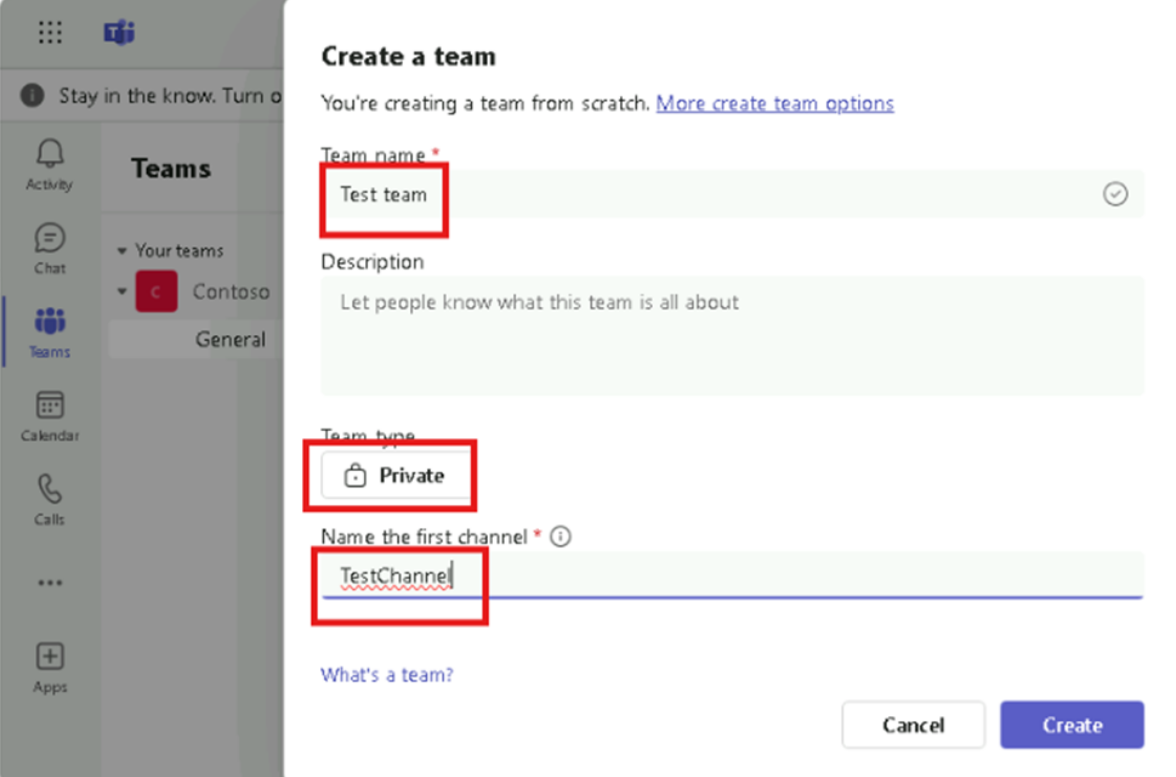 T
Create a team
Stay in the know. Turn o
You're creating a team from scratch. More create team options
Activity
Teams
Team name *
Test team
Chat
Your teams
Description
C Contoso
Let people know what this team is all about
General
Teams
Calendar
Team type
Private
Calls
Name the first channel *
TestChannel
Apps
What's a team?
Cancel
Create